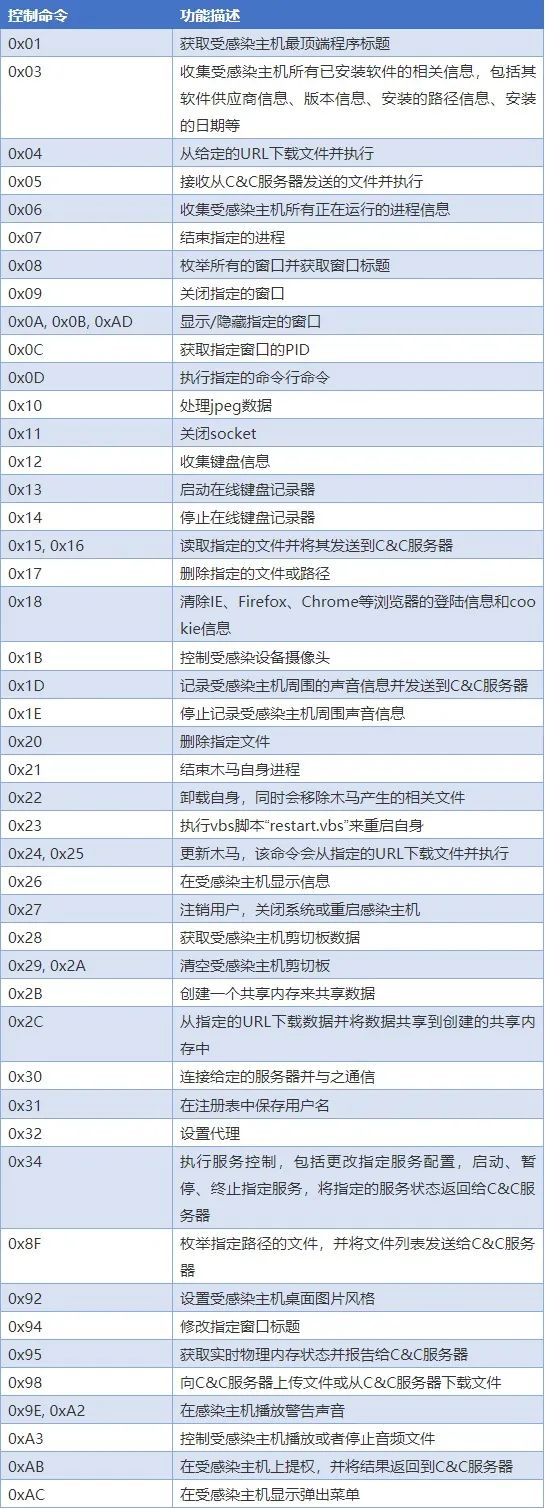 控制命令 功能描述
0x01 获取受感染主机最顶端程序标题
0x03 收集受感染主机所有已安装软件的相关信息，包括其
软件供应商信息、版本信息、安装的路径信息、安装
的日期等
0x04 从给定的URL下载文件并执行
0x05 接收从C&C服务器发送的文件并执行
0x06 收集受感染主机所有正在运行的进程信息
0x07 结束指定的进程
0x08 枚举所有的窗口并获取窗口标题
0x09 关闭指定的窗口
0x0A, 0x0B, 0xAD 显示/隐藏指定的窗口
0x0C 获取指定窗口的PID
0x0D 执行指定的命令行命令
0x10 处理jpeg数据
0x11 关闭socket
0x12 收集键盘信息
0x13 启动在线键盘记录器
0x14 停止在线键盘记录器
0x15, 0x16 读取指定的文件并将其发送到C&C服务器
0x17 删除指定的文件或路径
0x18 清除IE、Firefox、Chrome等浏览器的登陆信息和coo
kie信息
0x1B 控制受感染设备摄像头
0x1D 记录受感染主机周围的声音信息并发送到C&C服务器
0x1E 停止记录受感染主机周围声音信息
0x20 删除指定文件
0x21 结束木马自身进程
0x22 卸载自身，同时会移除木马产生的相关文件
0x23 执行vbs脚本“restart.vbs”来重启自身
0x24, 0x25 更新木马，该命令会从指定的URL下载文件并执行
0x26 在受感染主机显示信息
0x27 注销用户，关闭系统或重启感染主机
0x28 获取受感染主机剪切板数据
0x29, 0x2A 清空受感染主机剪切板
0x2B 创建一个共享内存来共享数据
0x2C 从指定的URL下载数据并将数据共享到创建的共享内
存中
0x30 连接给定的服务器并与之通信
0x31 在注册表中保存用户名
0x32 设置代理
0x34 执行服务控制，包括更改指定服务配置，启动、暂
停、终止指定服务，将指定的服务状态返回给C&C服
务器
0x8F 枚举指定路径的文件，并将文件列表发送给C&C服务
器
0x92 设置受感染主机桌面图片风格
0x94 修改指定窗口标题
0x95 获取实时物理内存状态并报告给C&C服务器
0x98 向C&C服务器上传文件或从C&C服务器下载文件
0x9E, 0xA2 在感染主机播放警告声音
0xA3 控制受感染主机播放或者停止音频文件
0xAB 在受感染主机上提权，并将结果返回到C&C服务器
0xAC 在受感染主机显示弹出菜单